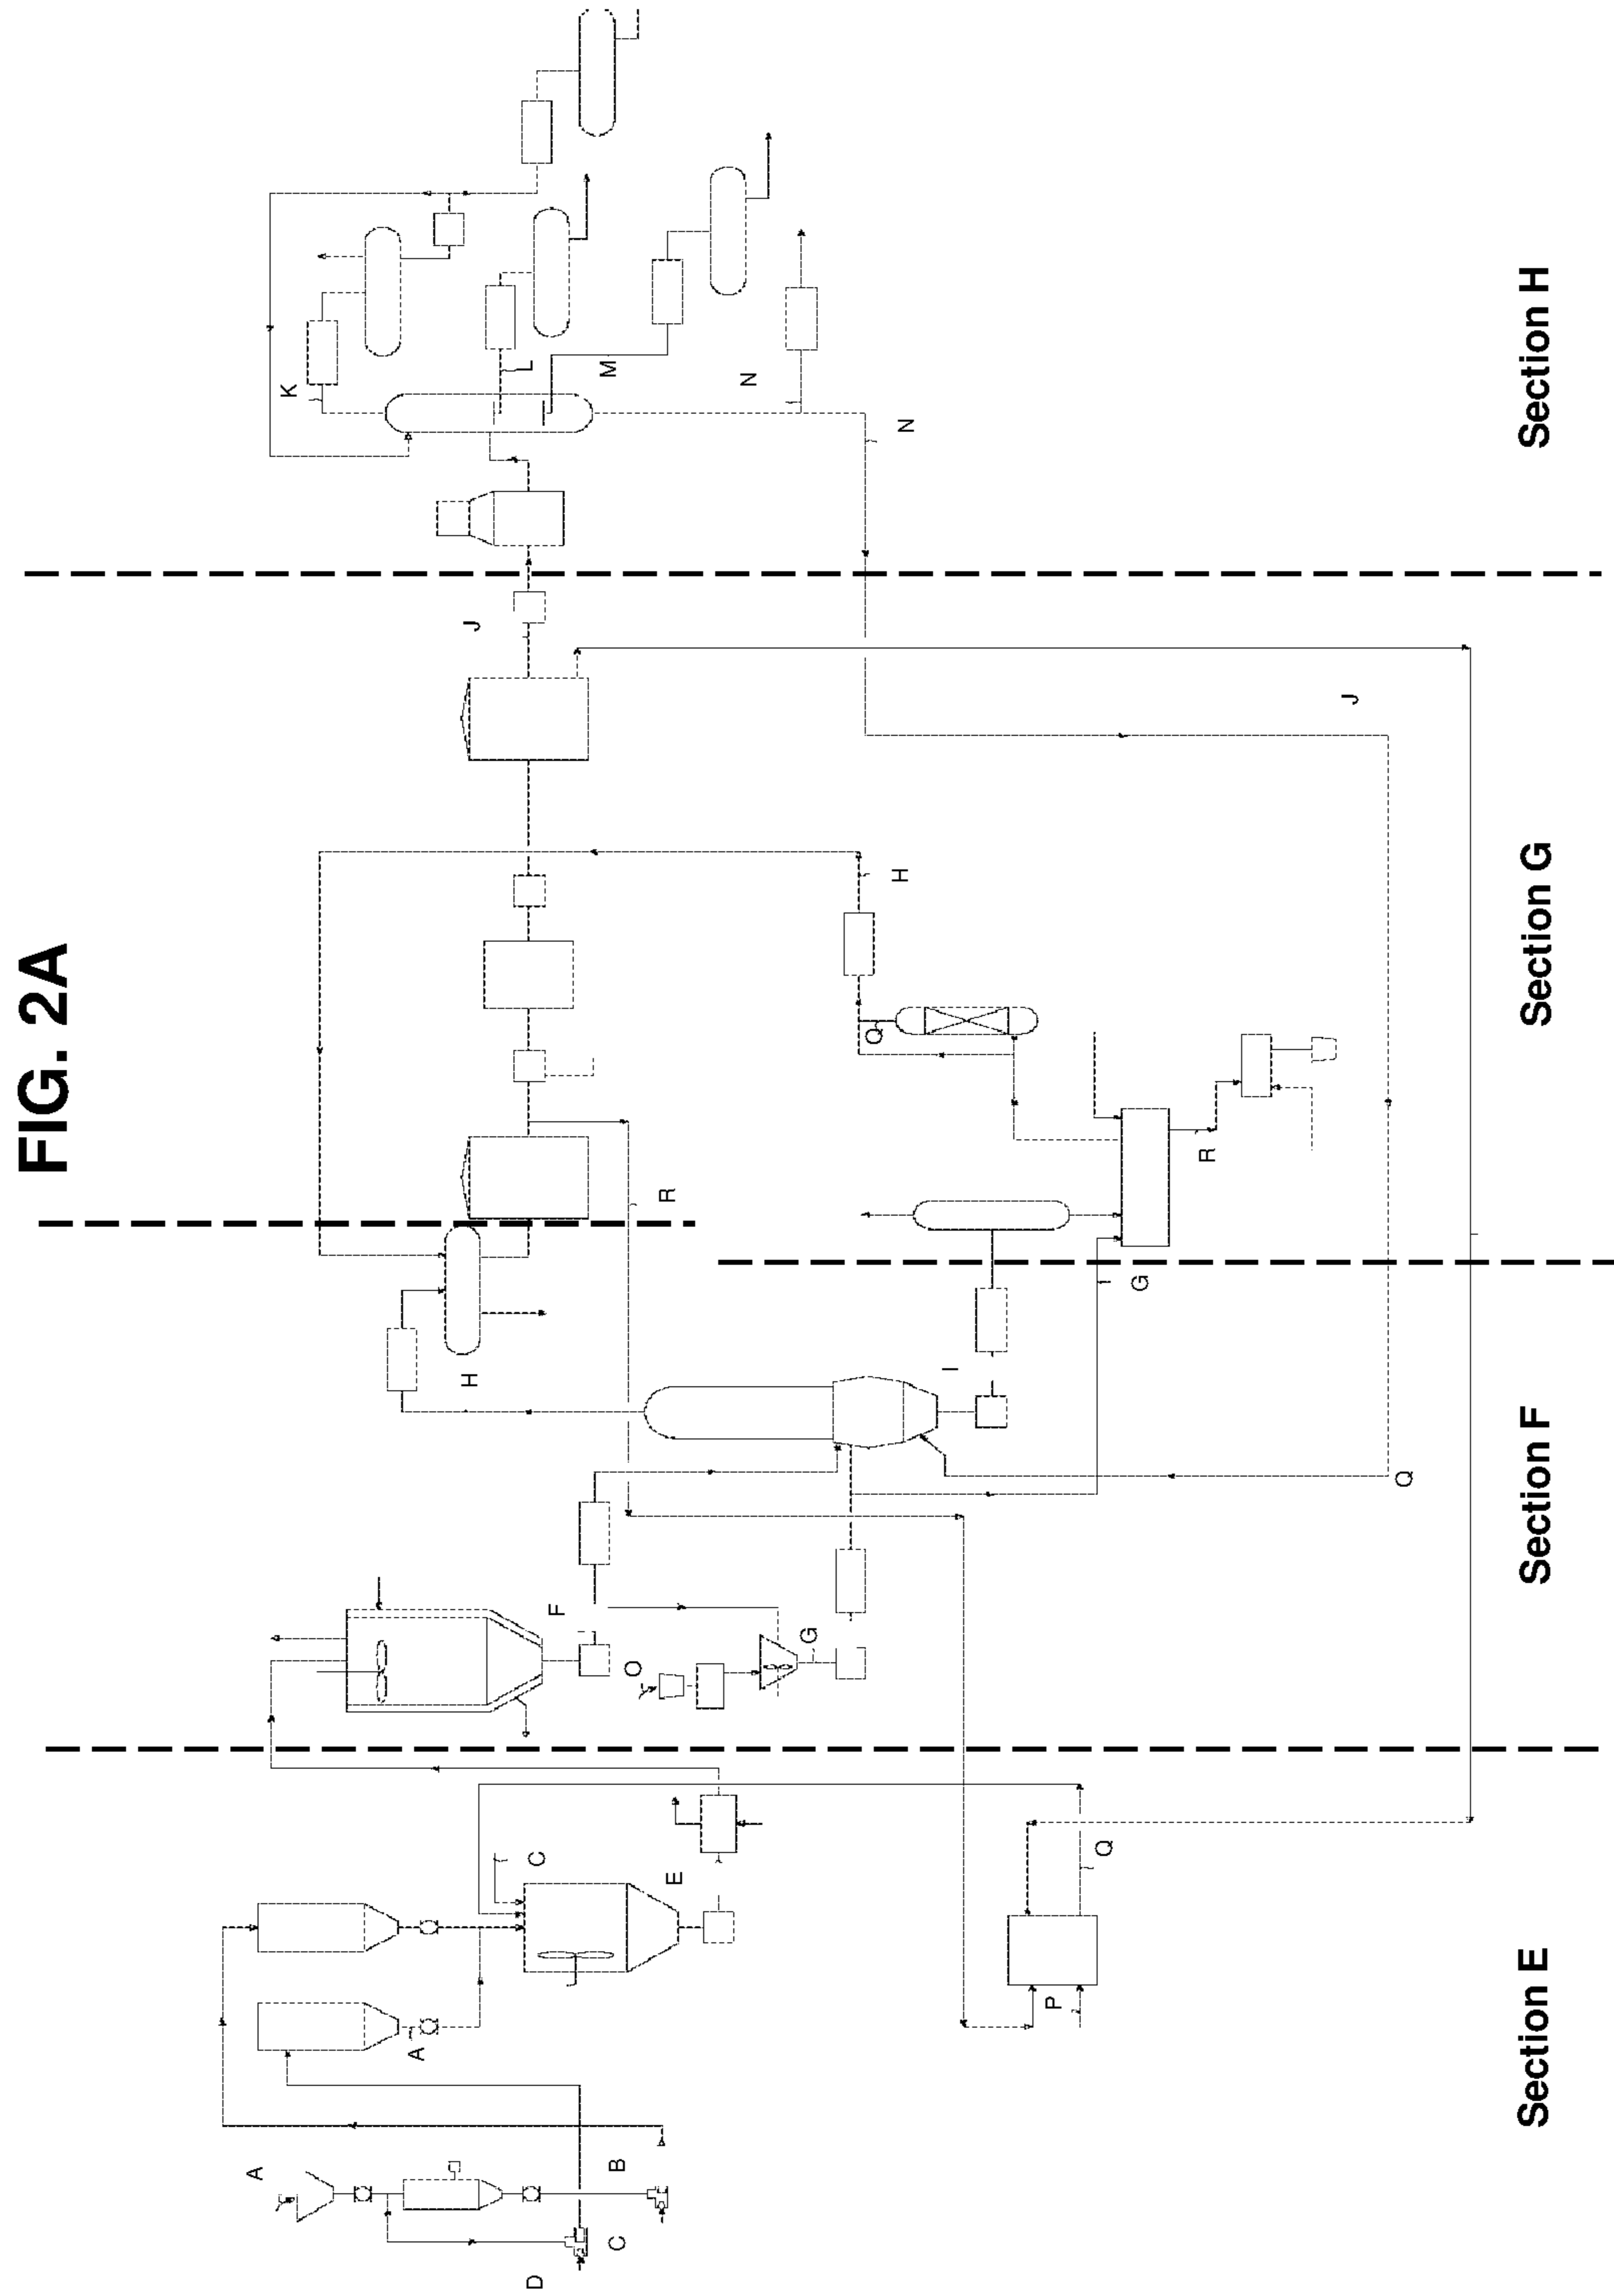 FIG. 2A
A
K
A
H
J
L
D
C
F
M
C
B
O
R
E
N
G
Q
H
N
I
P
Q
G
R
J
Q
Section E
Section F
Section G
Section H